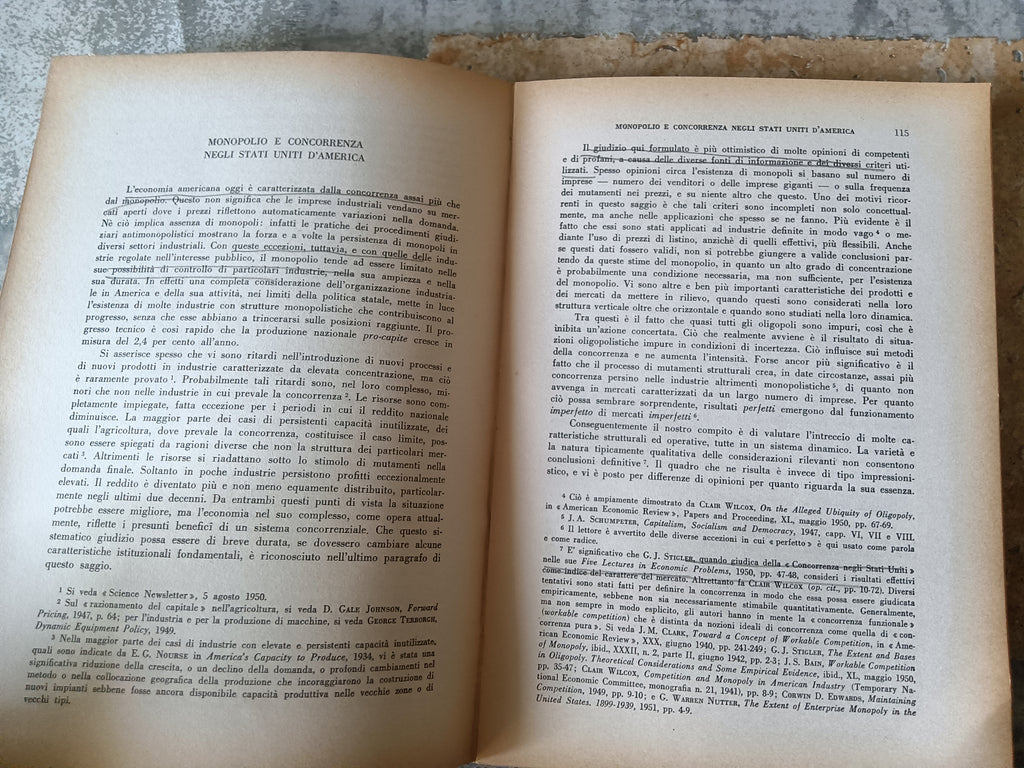 MONOPOLIO E CONCORRENZA
NEGLI STATI UNITI D'AMERICA
L'economia americana oggi è caratterizzata dalla concorrenza assai più che
dal monopolio. Questo non significa che le imprese industriali vendano su mer-
cati aperti dove i prezzi riflettono automaticamente variazioni nella domanda.
Nè ciò implica assenza di monopoli: infatti le pratiche dei procedimenti giudi-
ziari antimonopolistici mostrano la forza e a volte la persistenza di monopoli in
diversi settori industriali. Con queste eccezioni, tuttavia, e con quelle delle indu-
strie regolate nell'interesse pubblico, il monopolio tende ad essere limitato nelle
sue possibilità di controllo di particolari industrie, nella sua ampiezza e nella
sua durata. In effetti una completa considerazione dell'organizzazione industria-
le in America e della sua attività, nei limiti della politica statale, mette in luce
l'esistenza di molte industrie con strutture monopolistiche che contribuiscono al
progresso, senza che esse abbiano a trincerarsi sulle posizioni raggiunte. Il pro-
gresso tecnico è così rapido che la produzione nazionale pro-capite cresce in
misura del 2,4 per cento all'anno.
Si asserisce spesso che vi sono ritardi nell'introduzione di nuovi processi e
di nuovi prodotti in industrie caratterizzate da elevata concentrazione, ma ciò
è raramente provato ¹. Probabilmente tali ritardi sono, nel loro complesso, mi-
nori che non nelle industrie in cui prevale la concorrenza ². Le risorse sono com-
pletamente impiegate, fatta eccezione per i periodi in cui il reddito nazionale
diminuisce. La maggior parte dei casi di persistenti capacità inutilizzate, dei
quali l'agricoltura, dove prevale la concorrenza, costituisce il caso limite, pos-
sono essere spiegati da ragioni diverse che non la struttura dei particolari mer-
cati ³. Altrimenti le risorse si riadattano sotto lo stimolo di mutamenti nella
domanda finale. Soltanto in poche industrie persistono profitti eccezionalmente
elevati. Il reddito è diventato più e non meno equamente distribuito, particolar-
mente negli ultimi due decenni. Da entrambi questi punti di vista la situazione
potrebbe essere migliore, ma l'economia nel suo complesso, come opera attual-
mente, riflette i presunti benefici di un sistema concorrenziale. Che questo si-
stematico giudizio possa essere di breve durata, se dovessero cambiare alcune
caratteristiche istituzionali fondamentali, è riconosciuto nell'ultimo paragrafo di
questo saggio.
¹ Si veda « Science Newsletter », 5 agosto 1950.
² Sul « razionamento del capitale » nell'agricoltura, si veda D. GALE JOHNSON, Forward
Pricing, 1947, p. 64; per l'industria e per la produzione di macchine, si veda GEORGE TERBORGH,
Dynamic Equipment Policy, 1949.
³ Nella maggior parte dei casi di industrie con elevate e persistenti capacità inutilizzate,
quali sono indicate da E. G. NOURSE in America's Capacity to Produce, 1934, vi è stata una
significativa riduzione della crescita, o un declino della domanda, o profondi cambiamenti nel
metodo o nella collocazione geografica della produzione che incoraggiarono la costruzione di
nuovi impianti sebbene fosse ancora disponibile capacità produttiva nelle vecchie zone o di
vecchi tipi.
MONOPOLIO E CONCORRENZA NEGLI STATI UNITI D'AMERICA 115
Il giudizio qui formulato è più ottimistico di molte opinioni di competenti
e di profani, a causa delle diverse fonti di informazione e dei diversi criteri uti-
lizzati. Spesso opinioni circa l'esistenza di monopoli si basano sul numero di
imprese — numero dei venditori o delle imprese giganti — o sulla frequenza
dei mutamenti nei prezzi, e su niente altro che questo. Uno dei motivi ricor-
renti in questo saggio è che tali criteri sono incompleti non solo concettual-
mente, ma anche nelle applicazioni che spesso se ne fanno. Più evidente è il
fatto che essi sono stati applicati ad industrie definite in modo vago ⁴ o me-
diante l'uso di prezzi di listino, anzichè di quelli effettivi, più flessibili. Anche
se questi dati fossero validi, non si potrebbe giungere a valide conclusioni par-
tendo da queste stime del monopolio, in quanto un alto grado di concentrazione
è probabilmente una condizione necessaria, ma non sufficiente, per l'esistenza
del monopolio. Vi sono altre e ben più importanti caratteristiche dei prodotti e
dei mercati da mettere in rilievo, quando questi sono considerati nella loro
struttura verticale oltre che orizzontale e quando sono studiati nella loro dinamica.
Tra queste è il fatto che quasi tutti gli oligopoli sono impuri, così che è
inibita un'azione concertata. Ciò che realmente avviene è il risultato di situa-
zioni oligopolistiche impure in condizioni di incertezza. Ciò influisce sui metodi
della concorrenza e ne aumenta l'intensità. Forse ancor più significativo è il
fatto che il processo di mutamenti strutturali crea, in date circostanze, assai più
concorrenza persino nelle industrie altrimenti monopolistiche ⁵, di quanto non
avvenga in mercati caratterizzati da un largo numero di imprese. Per quanto
ciò possa sembrare sorprendente, risultati perfetti emergono dal funzionamento
imperfetto di mercati imperfetti ⁶.
Conseguentemente il nostro compito è di valutare l'intreccio di molte ca-
ratteristiche strutturali ed operative, tutte in un sistema dinamico. La varietà e
la natura tipicamente qualitativa delle considerazioni rilevanti non consentono
conclusioni definitive ⁷. Il quadro che ne risulta è invece di tipo impressioni-
stico, e vi è posto per differenze di opinioni per quanto riguarda la sua essenza.
⁴ Ciò è ampiamente dimostrato da CLAIR WILCOX, On the Alleged Ubiquity of Oligopoly,
in « American Economic Review », Papers and Proceeding, XL, maggio 1950, pp. 67-69.
⁵ J. A. SCHUMPETER, Capitalism, Socialism and Democracy, 1947, capp. VI, VII e VIII.
⁶ Il lettore è avvertito delle diverse accezioni in cui « perfetto » è qui usato come parola
e come radice.
⁷ E' significativo che G. J. STIGLER, quando giudica della « Concorrenza negli Stati Uniti »
nelle sue Five Lectures in Economic Problems, 1950, pp. 47-48, consideri i risultati effettivi
come indice del carattere del mercato. Altrettanto fa CLAIR WILCOX (op. cit., pp. 10-72). Diversi
tentativi sono stati fatti per definire la concorrenza in modo che essa possa essere giudicata
empiricamente, sebbene non sia necessariamente stimabile quantitativamente. Generalmente,
ma non sempre in modo esplicito, gli autori hanno in mente la « concorrenza funzionale »
(workable competition) che è distinta da nozioni ideali di concorrenza come quella di « con-
correnza pura ». Si veda J. M. CLARK, Toward a Concept of Workable Competition, in « Ame-
rican Economic Review », XXX, giugno 1940, pp. 241-249; G. J. STIGLER, The Extent and Bases
of Monopoly, ibid., XXXII, n. 2, parte II, giugno 1942, pp. 2-3; J. S. BAIN, Workable Competition
in Oligopoly. Theoretical Considerations and Some Empirical Evidence, ibid., XL, maggio 1950,
pp. 35-47; CLAIR WILCOX, Competition and Monopoly in American Industry (Temporary Na-
tional Economic Committee, monografia n. 21, 1941), pp. 8-9; CORWIN D. EDWARDS, Maintaining
Competition, 1949, pp. 9-10; e G. WARREN NUTTER, The Extent of Enterprise Monopoly in the
United States. 1899-1939, 1951, pp. 4-9.